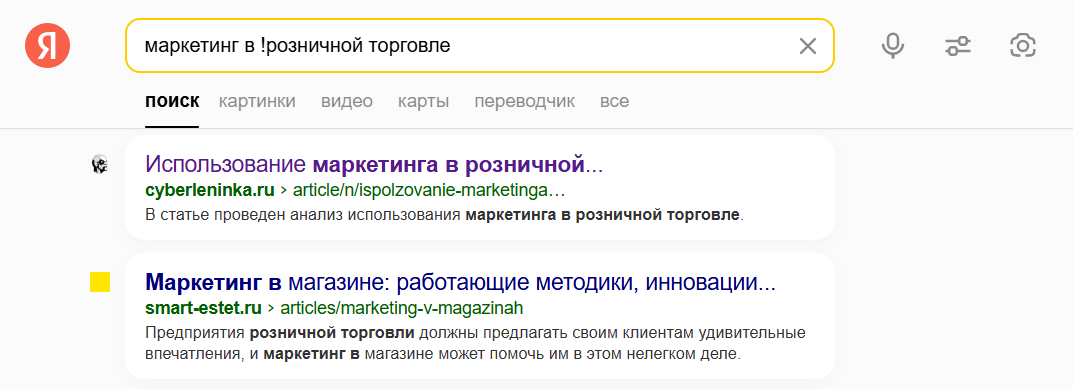 Я
маркетинг в !розничной торговле
поиск картинки видео карты переводчик все
Использование маркетинга в розничной...
cyberleninka.ru › article/n/ispolzovanie-marketinga…
В статье проведен анализ использования маркетинга в розничной торговле.
Маркетинг в магазине: работающие методики, инновации...
smart-estet.ru › articles/marketing-v-magazinah
Предприятия розничной торговли должны предлагать своим клиентам удивительные
впечатления, и маркетинг в магазине может помочь им в этом нелегком деле.